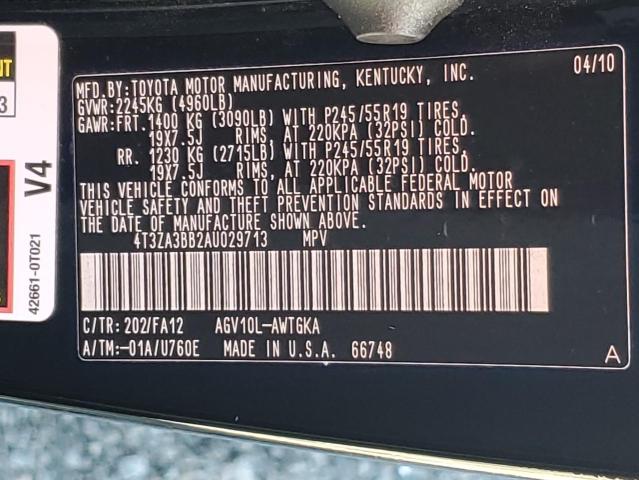 MFD.BY:TOYOTA MOTOR MANUFACTURING, KENTUCKY, INC. 04/10
GVWR:2245KG (4960LB)
GAWR:FRT. 1400 KG (3090LB) WITH P245/55R19 TIRES,
19X7.5J RIMS, AT 220KPA (32PSI) COLD.
RR. 1230 KG (2715LB) WITH P245/55R19 TIRES,
19X7.5J RIMS, AT 220KPA (32PSI) COLD.
THIS VEHICLE CONFORMS TO ALL APPLICABLE FEDERAL MOTOR
VEHICLE SAFETY AND THEFT PREVENTION STANDARDS IN EFFECT ON
THE DATE OF MANUFACTURE SHOWN ABOVE.
4T3ZA3BB2AU029713 MPV
C/TR: 202/FA12 AGV10L-AWTGKA
A/TM:-01A/U760E MADE IN U.S.A. 66748 A
V4
42661-0T021
3